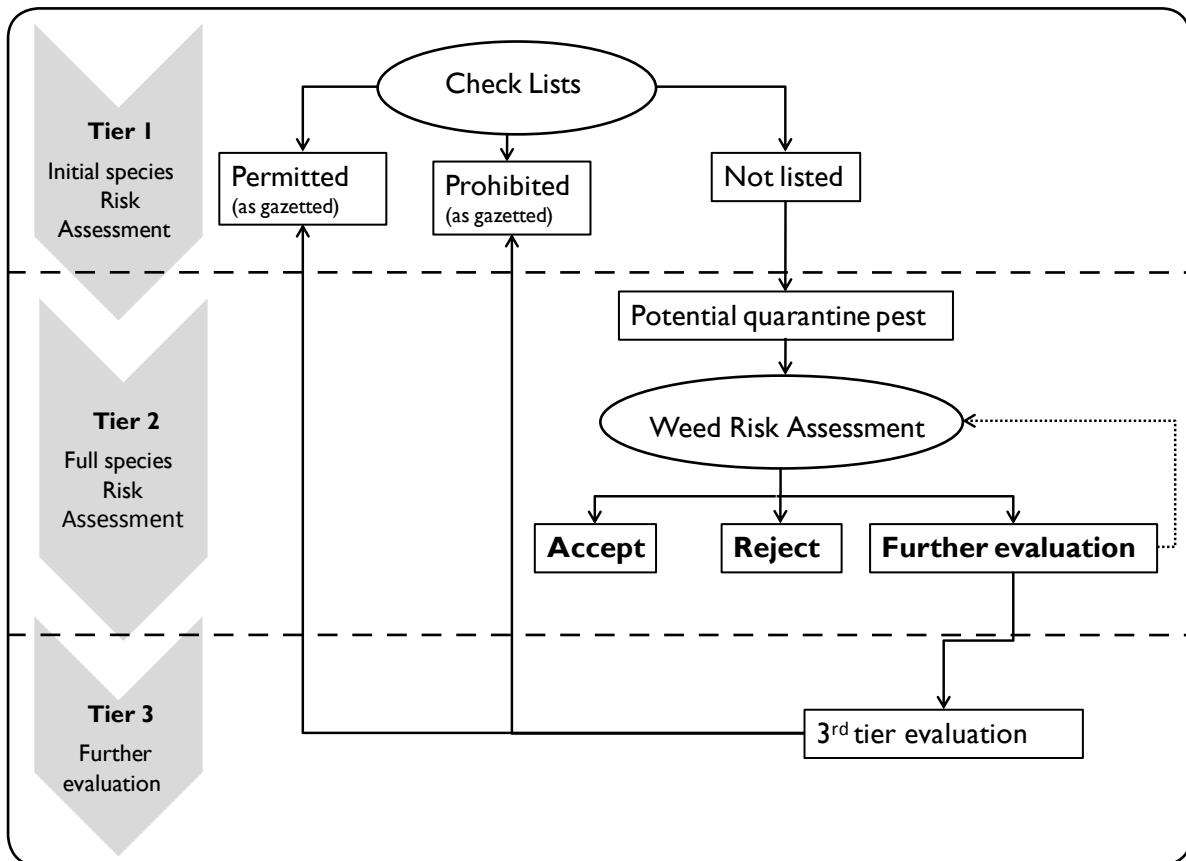 Check Lists
Tier 1
Initial species
Risk
Assessment
Permitted
(as gazetted)
Prohibited
(as gazetted)
Not listed
Potential quarantine pest
Tier 2
Full species
Risk
Assessment
Weed Risk Assessment
Accept
Reject
Further evaluation
Tier 3
Further
evaluation
3rd tier evaluation